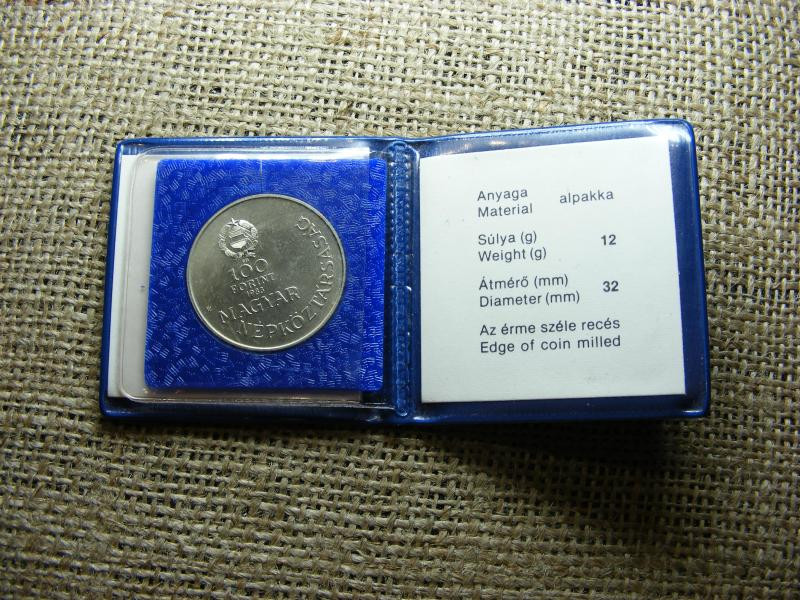 100
FORINT
1983
MAGYAR
NÉPKÖZTÁRSASÁG
Anyaga
Material alpakka
Súlya (g)
Weight (g) 12
Átmérő (mm)
Diameter (mm) 32
Az érme széle recés
Edge of coin milled